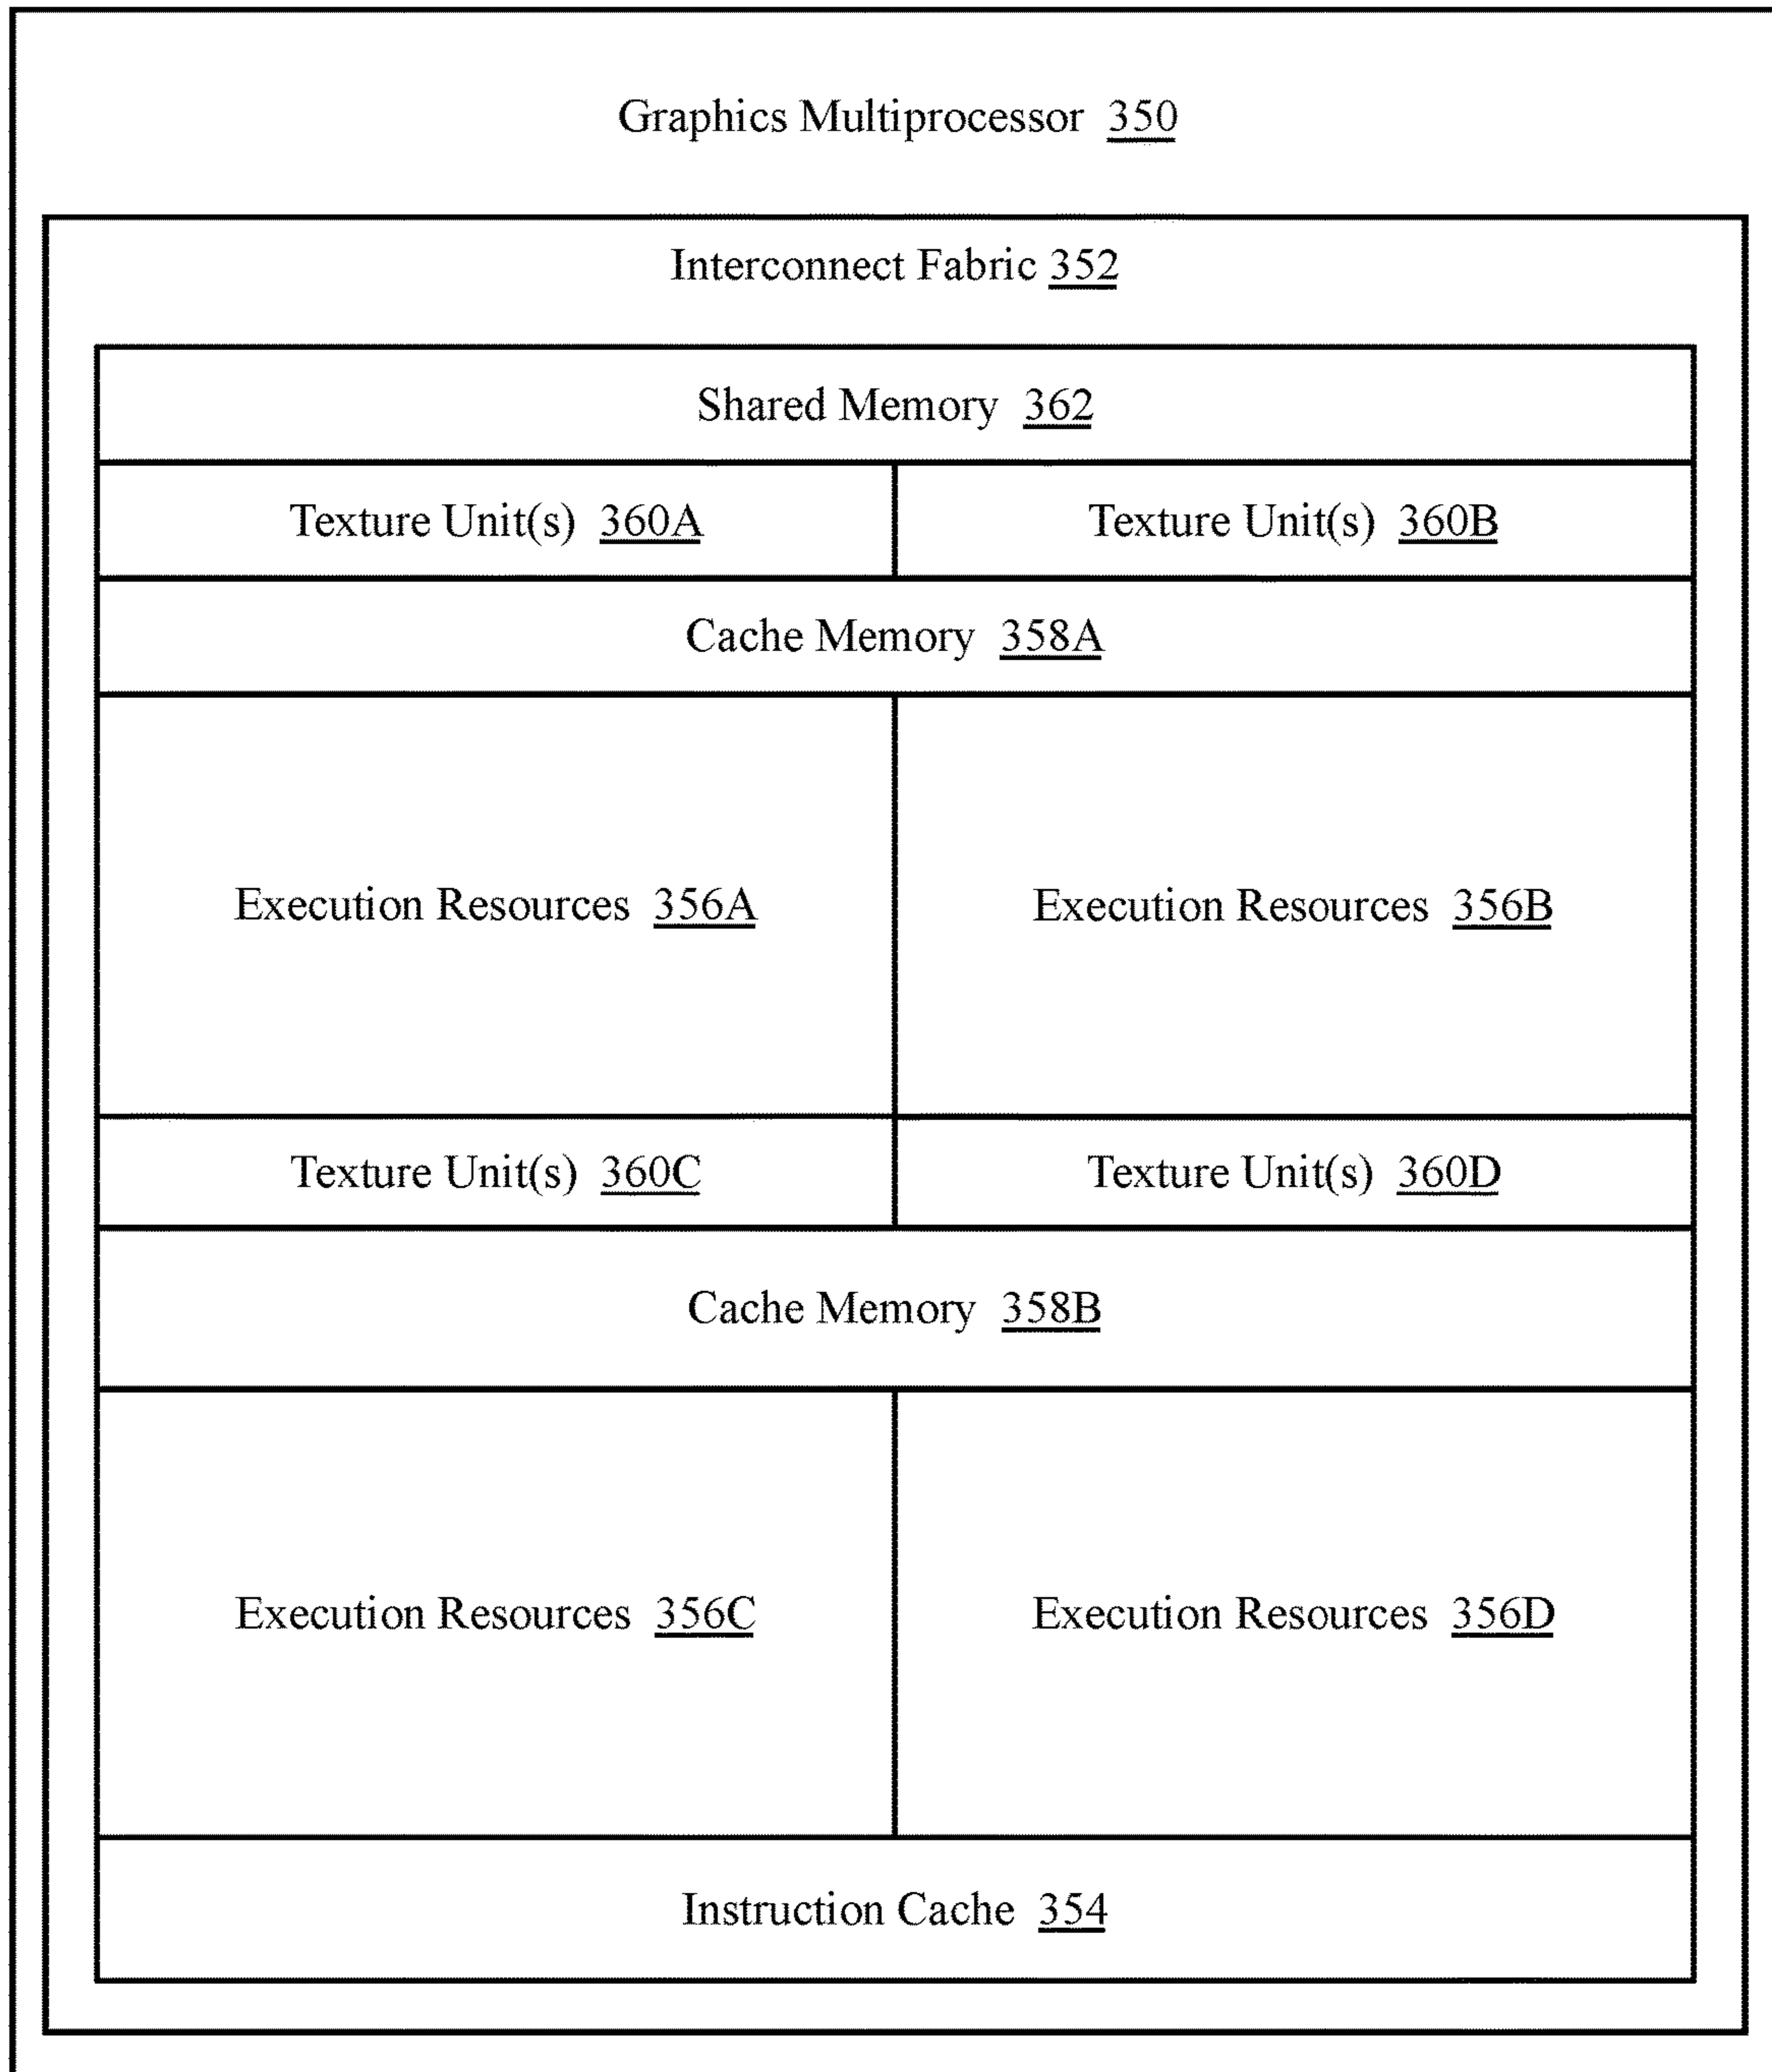 Graphics Multiprocessor 350
Interconnect Fabric 352
Shared Memory 362
Texture Unit(s) 360A
Texture Unit(s) 360B
Cache Memory 358A
Execution Resources 356A
Execution Resources 356B
Texture Unit(s) 360C
Texture Unit(s) 360D
Cache Memory 358B
Execution Resources 356C
Execution Resources 356D
Instruction Cache 354